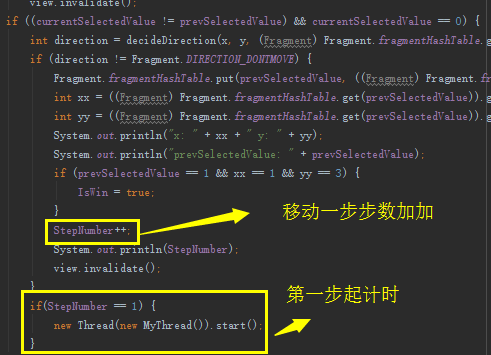 view.invalidate();
if ((currentSelectedValue != prevSelectedValue) && currentSelectedValue == 0) {
int direction = decideDirection(x, y, (Fragment) Fragment.fragmentHashTable.g
if (direction != Fragment.DIRECTION_DONTMOVE) {
Fragment.fragmentHashTable.put(prevSelectedValue, ((Fragment) Fragment.fr
int xx = ((Fragment) Fragment.fragmentHashTable.get(prevSelectedValue)).g
int yy = ((Fragment) Fragment.fragmentHashTable.get(prevSelectedValue)).g
System.out.println("x: " + xx + " y: " + yy);
System.out.println("prevSelectedValue: " + prevSelectedValue);
if (prevSelectedValue == 1 && xx == 1 && yy == 3) {
IsWin = true;
}
StepNumber++;
移动一步步数加加
System.out.println(StepNumber);
view.invalidate();
}
第一步起计时
if(StepNumber == 1) {
new Thread(new MyThread()).start();
}